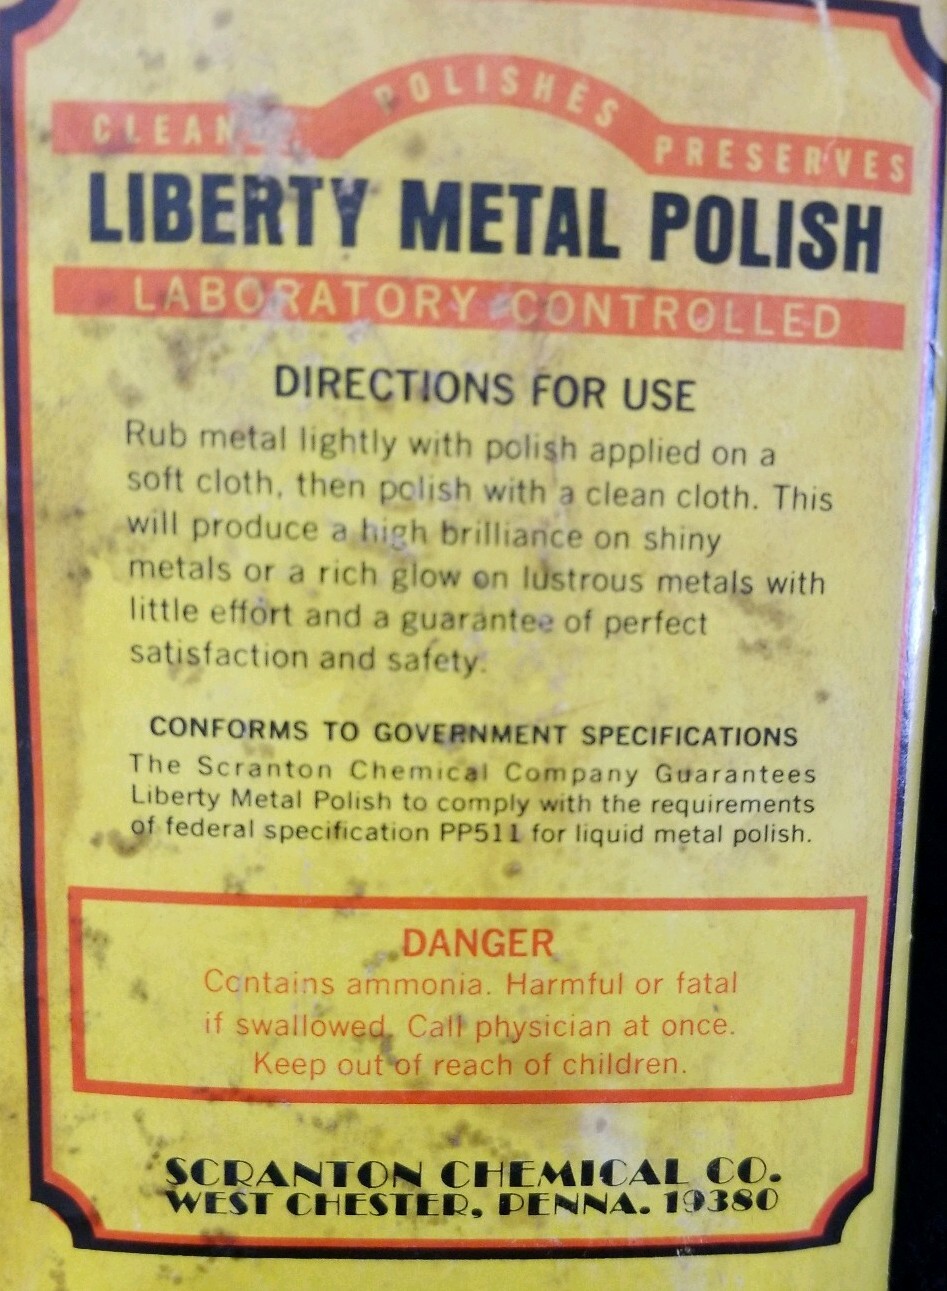 CLEANS POLISHES PRESERVES
LIBERTY METAL POLISH
LABORATORY CONTROLLED
DIRECTIONS FOR USE
Rub metal lightly with polish applied on a
soft cloth, then polish with a clean cloth. This
will produce a high brilliance on shiny
metals or a rich glow on lustrous metals with
little effort and a guarantee of perfect
satisfaction and safety.
CONFORMS TO GOVERNMENT SPECIFICATIONS
The Scranton Chemical Company Guarantees
Liberty Metal Polish to comply with the requirements
of federal specification PP511 for liquid metal polish.
DANGER
Contains ammonia. Harmful or fatal
if swallowed. Call physician at once.
Keep out of reach of children.
SCRANTON CHEMICAL CO.
WEST CHESTER, PENNA. 19380